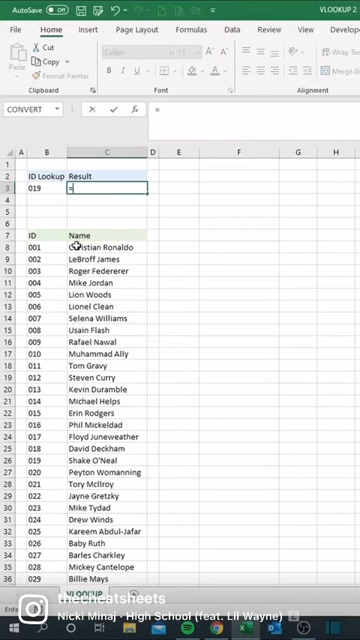 AutoSave Off VLOOKUP 2
File Home Insert Page Layout Formulas Data Review
Cut
Copy
Format Painter
Paste
Calibri
B I U
Wrap Text
Merge
Clipboard Font Alignment
CONVERT =
A B C D E F G H
1
2 ID Lookup Result
3 019 =
4
5
6
7 ID Name
8 001 Christian Ronaldo
9 002 LeBroff James
10 003 Roger Federerer
11 004 Mike Jordan
12 005 Lion Woods
13 006 Lionel Clean
14 007 Selena Williams
15 008 Usain Flash
16 009 Rafael Nawal
17 010 Muhammad Ally
18 011 Tom Gravy
19 012 Steven Curry
20 013 Kevin Duramble
21 014 Michael Helps
22 015 Erin Rodgers
23 016 Phil Mickeldad
24 017 Floyd Juneweather
25 018 David Deckham
26 019 Shake O'Neal
27 020 Peyton Womanning
28 021 Tory McIlroy
29 022 Jayne Gretzky
30 023 Mike Tydad
31 024 Drew Winds
32 025 Kareem Abdul-Jafar
33 026 Baby Ruth
34 027 Barles Charkley
35 028 Mickey Cantelope
36 029 Billie Mays
VLOOKUP
thecheatsheets
Nicki Minaj · High School (feat. Lil Wayne) E